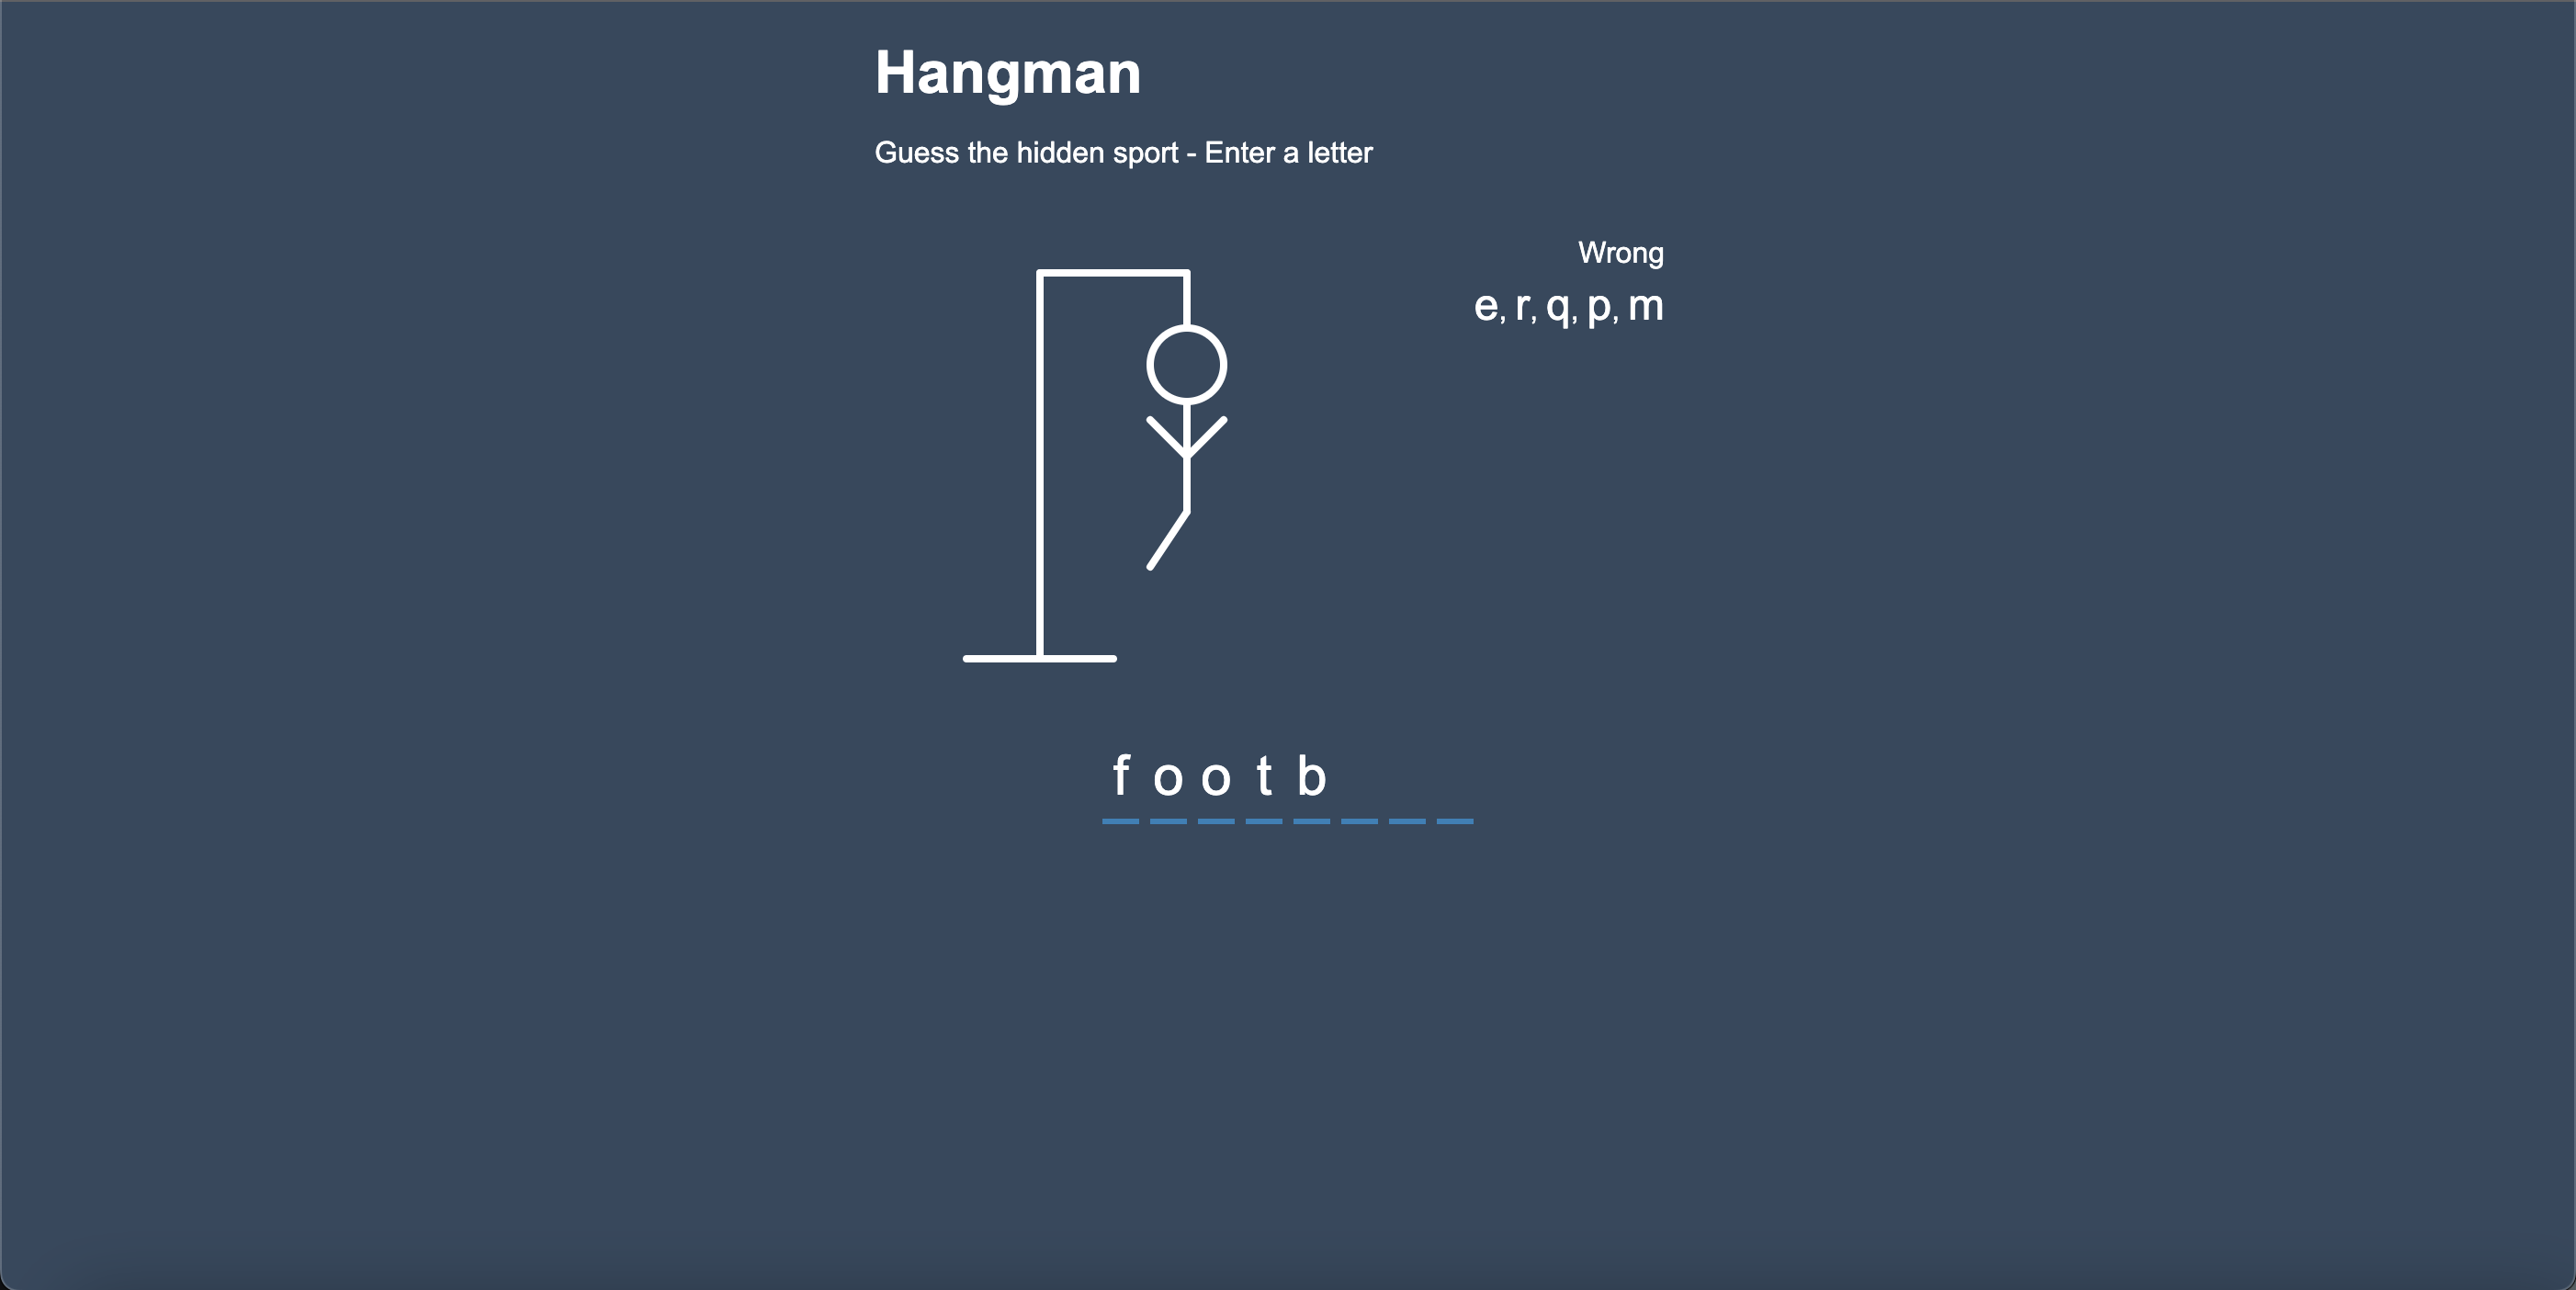 Hangman
Guess the hidden sport - Enter a letter
Wrong
e, r, q, p, m
f o o t b